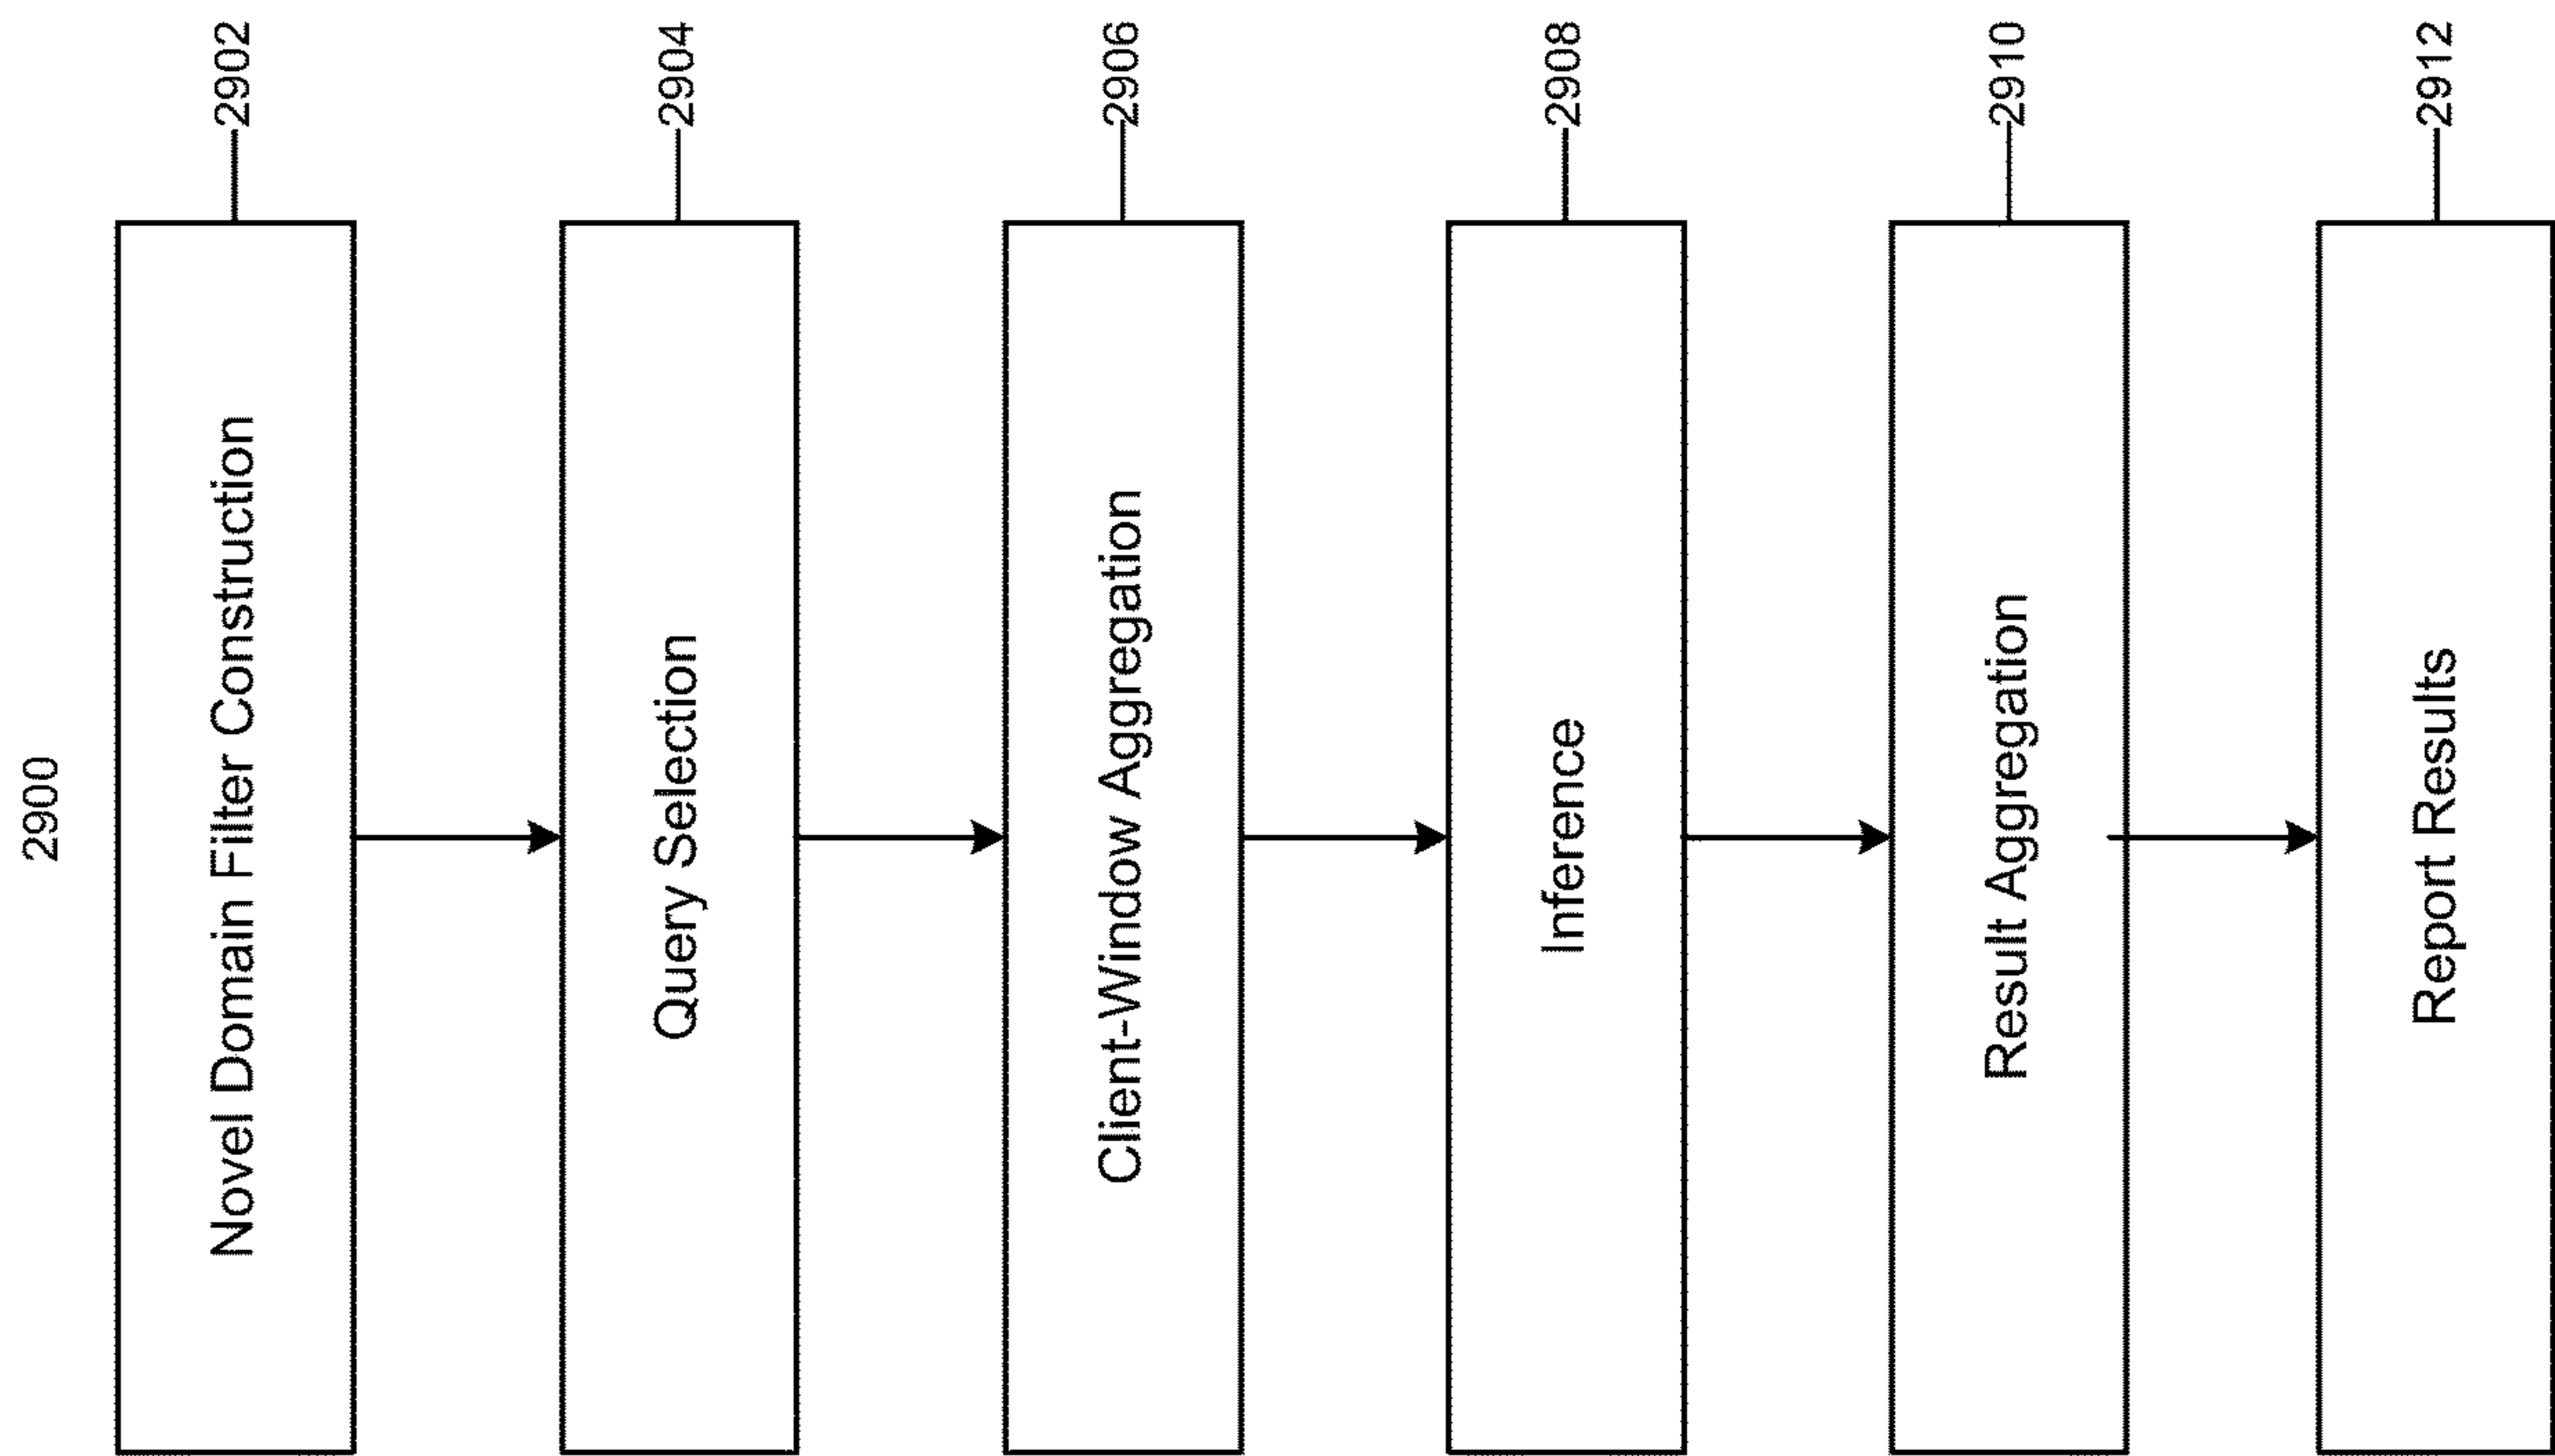 2900
Novel Domain Filter Construction
2902
Query Selection
2904
Client-Window Aggregation
2906
Inference
2908
Result Aggregation
2910
Report Results
2912